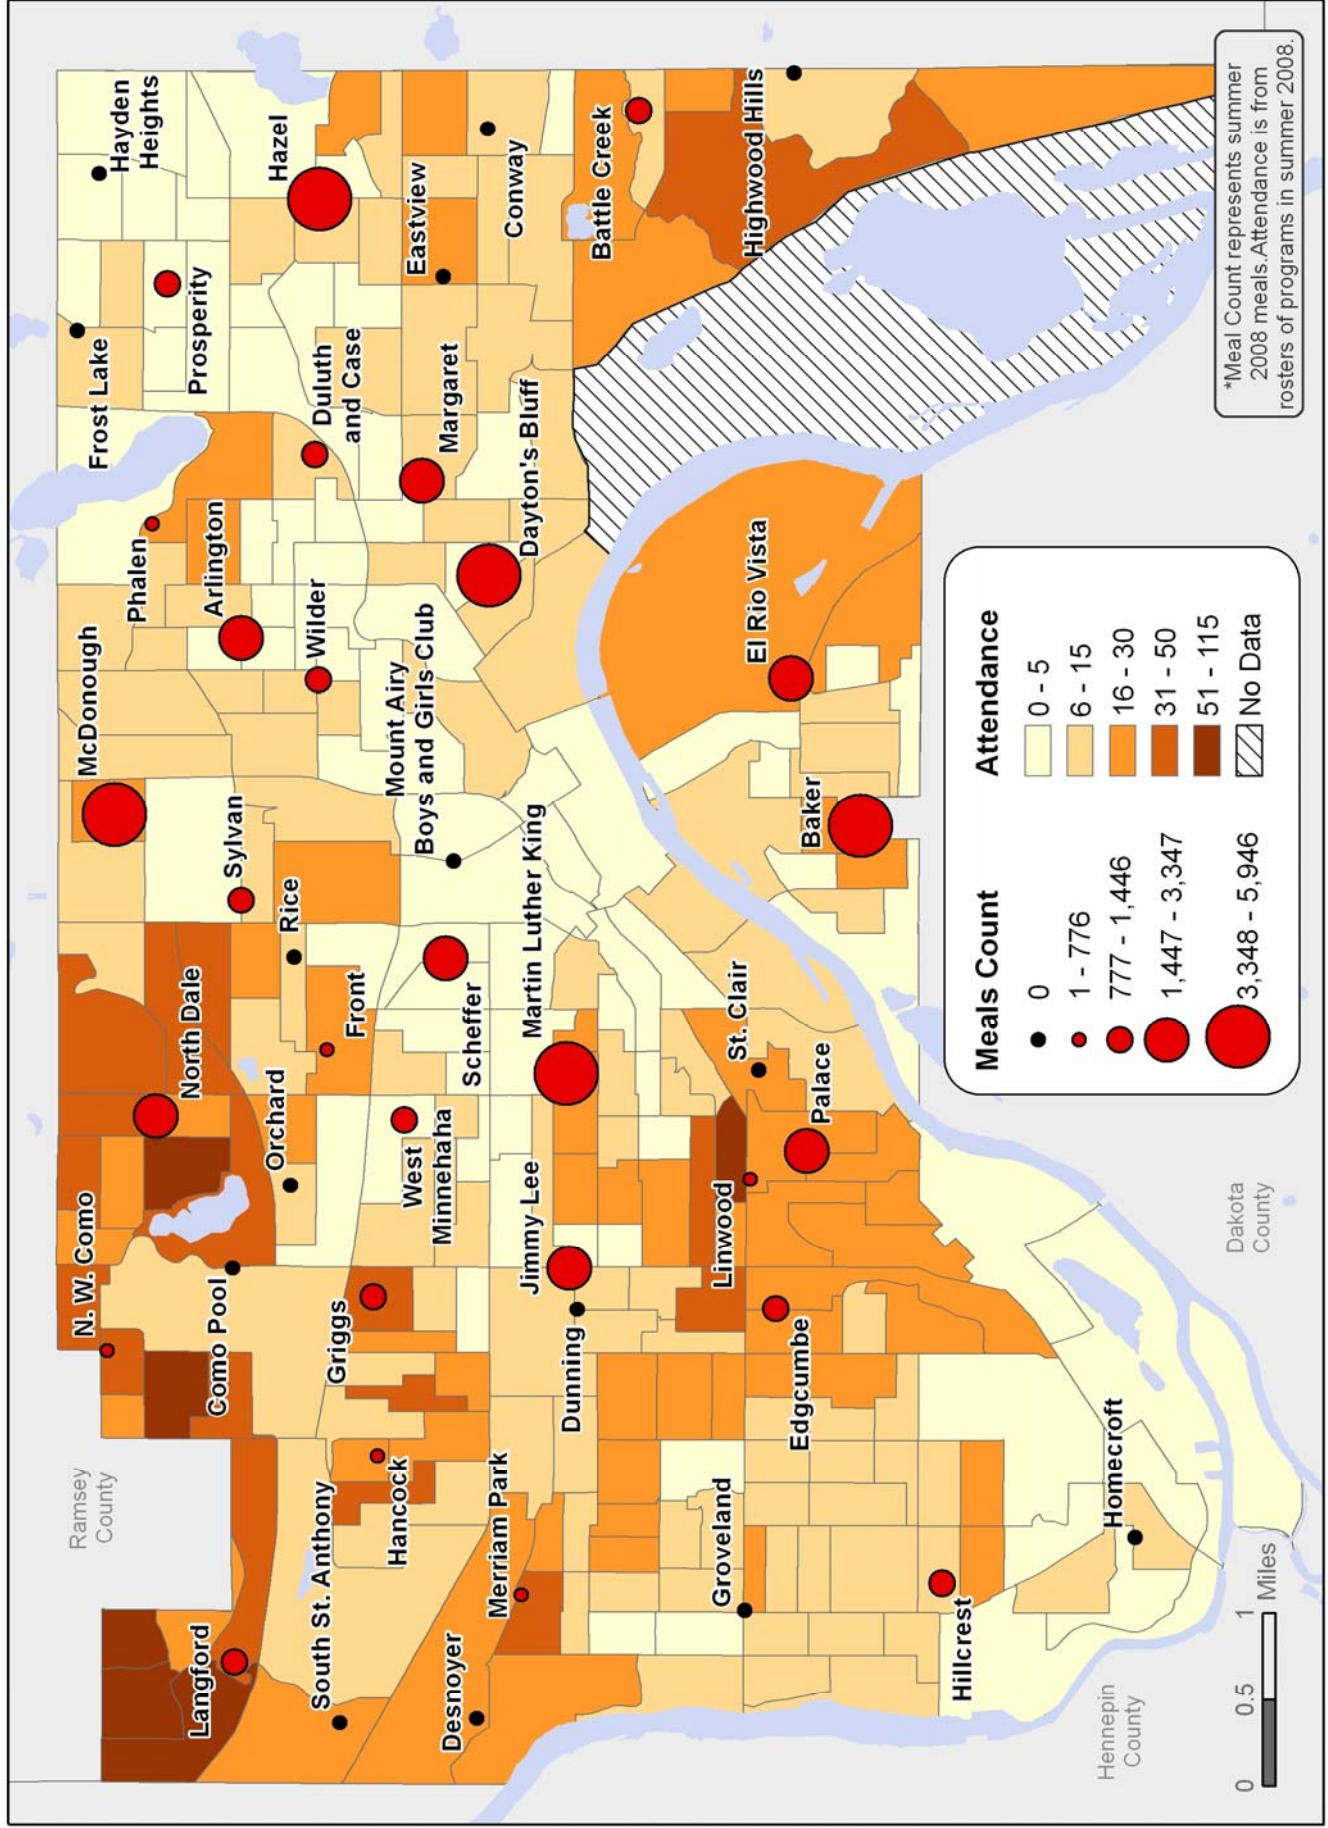 Ramsey
County
N. W. Como
McDonough
Frost Lake
Hayden
Heights
Langford
Como Pool
North Dale
Sylvan
Phalen
Arlington
Prosperity
Hazel
South St. Anthony
Griggs
Orchard
Rice
Front
Wilder
Duluth
and Case
Hancock
West
Minnehaha
Scheffer
Mount Airy
Boys and Girls Club
Margaret
Eastview
Desnoyer
Merriam Park
Dunning
Jimmy Lee
Martin Luther King
Dayton's Bluff
Conway
Battle Creek
Groveland
Edgcumbe
Linwood
St. Clair
Palace
Baker
El Rio Vista
Highwood Hills
Hillcrest
Homecroft
Hennepin
County
Dakota
County
0 0.5 1 Miles
Meals Count
0
1 - 776
777 - 1,446
1,447 - 3,347
3,348 - 5,946
Attendance
0 - 5
6 - 15
16 - 30
31 - 50
51 - 115
No Data
*Meal Count represents summer
2008 meals.Attendance is from
rosters of programs in summer 2008.